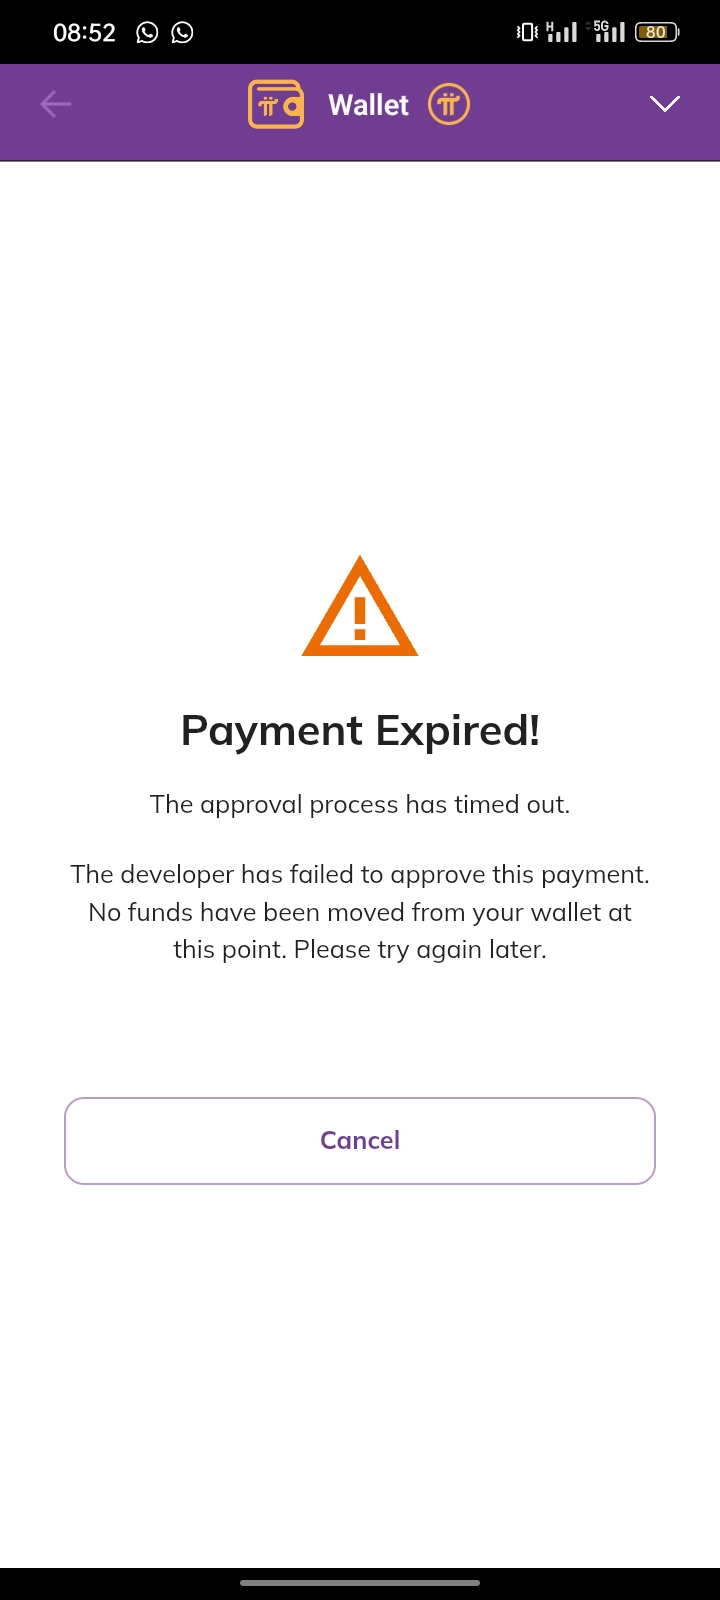 08:52 H 5G 80
Wallet
Payment Expired!
The approval process has timed out.
The developer has failed to approve this payment.
No funds have been moved from your wallet at
this point. Please try again later.
Cancel